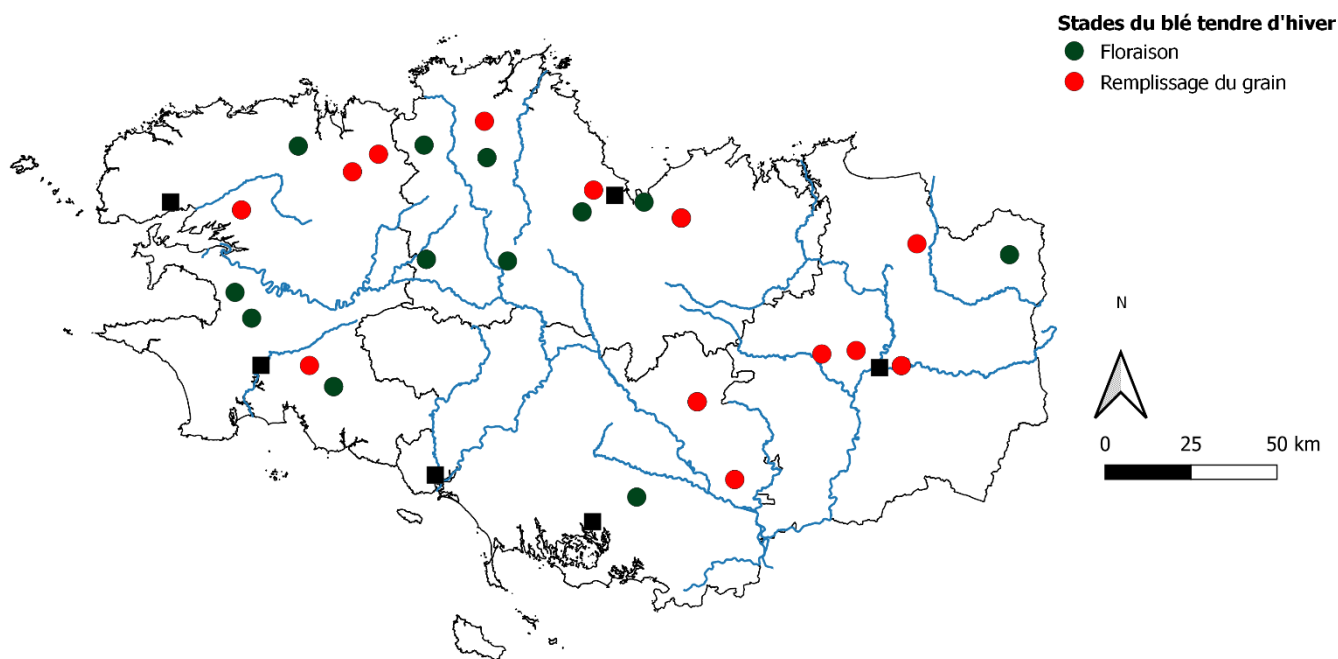 Stades du blé tendre d'hiver
Floraison
Remplissage du grain
N
0 25 50 km